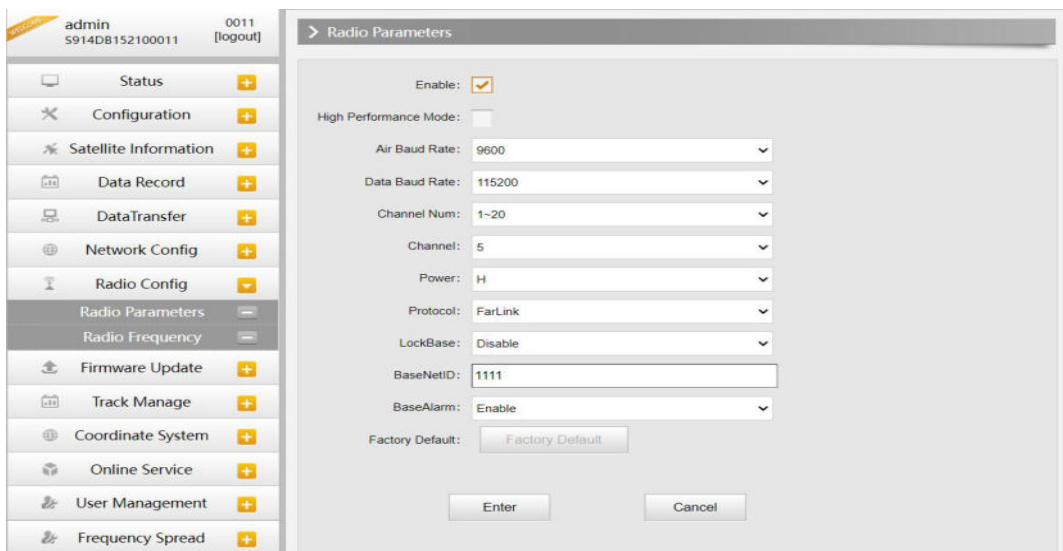 WELCOME
admin 0011
S914DB152100011 [logout]
Status
Configuration
Satellite Information
Data Record
DataTransfer
Network Config
Radio Config
Radio Parameters
Radio Frequency
Firmware Update
Track Manage
Coordinate System
Online Service
User Management
Frequency Spread
Radio Parameters
Enable:
High Performance Mode:
Air Baud Rate: 9600
Data Baud Rate: 115200
Channel Num: 1~20
Channel: 5
Power: H
Protocol: FarLink
LockBase: Disable
BaseNetID: 1111
BaseAlarm: Enable
Factory Default: Factory Default
Enter Cancel